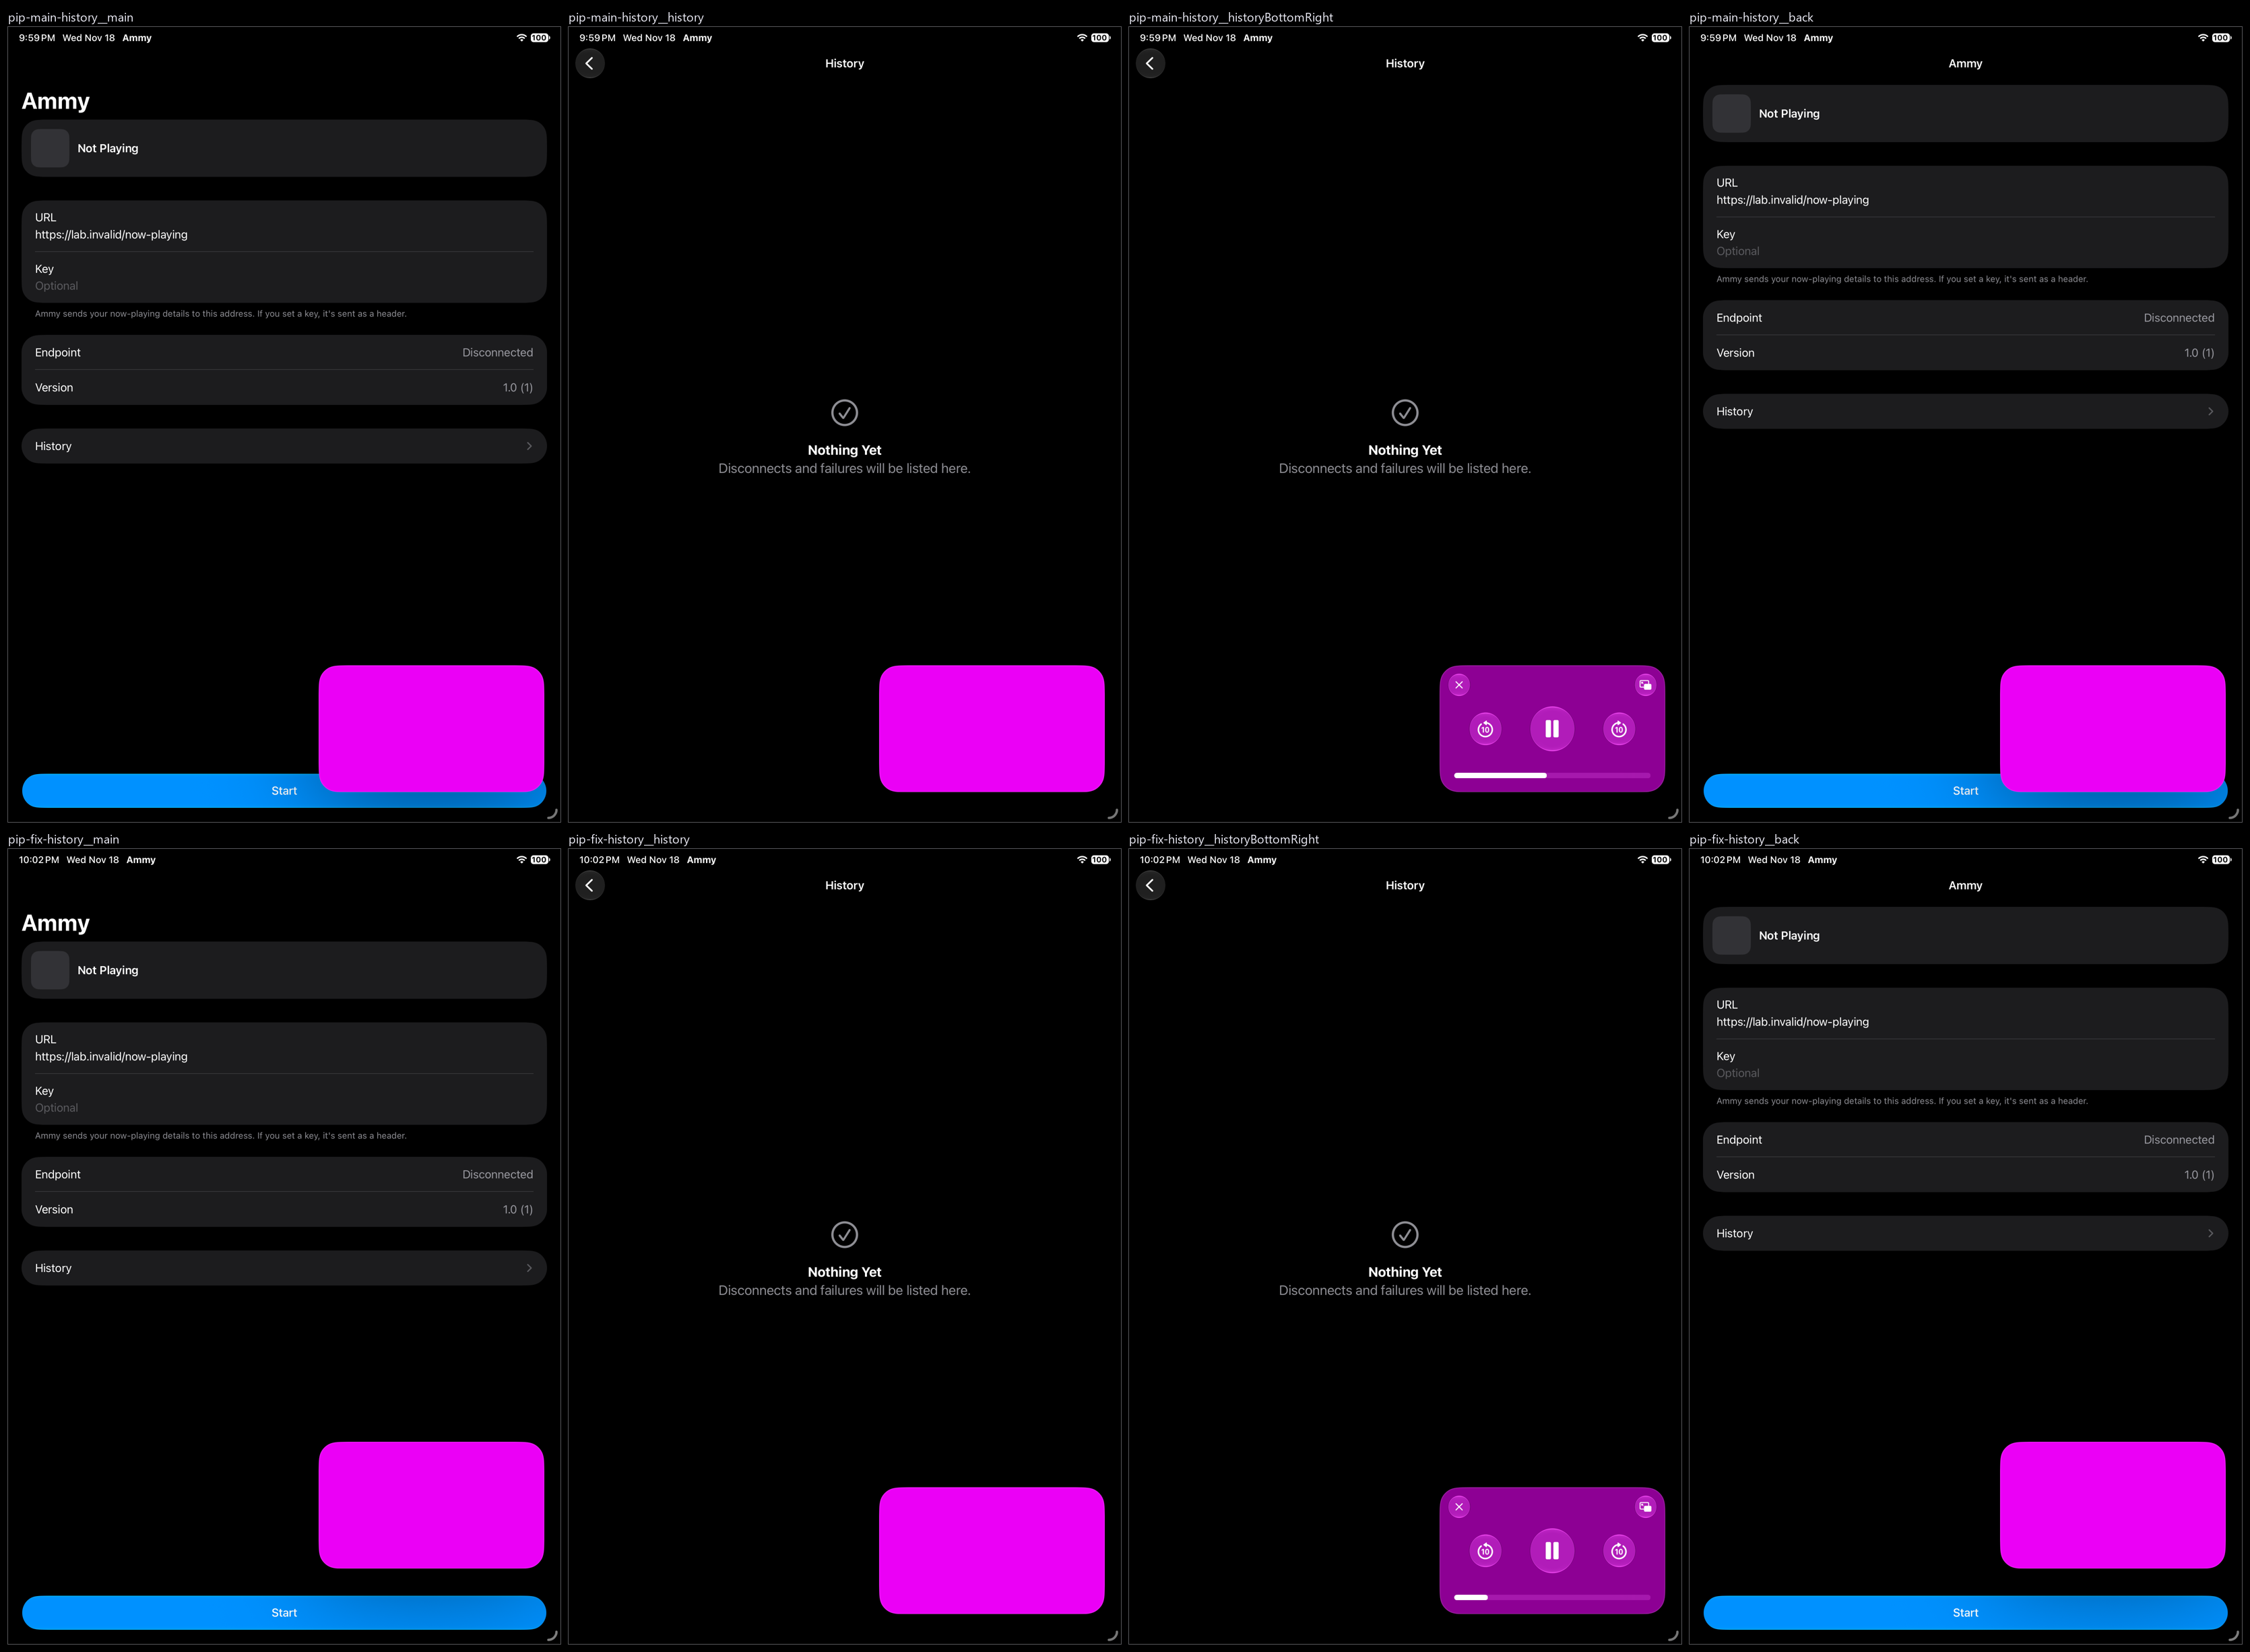 pip-main-history__main
9:59 PM Wed Nov 18 Ammy
100
Ammy
Not Playing
URL
https://lab.invalid/now-playing
Key
Optional
Ammy sends your now-playing details to this address. If you set a key, it's sent as a header.
Endpoint Disconnected
Version 1.0 (1)
History
Start
pip-main-history__history
9:59 PM Wed Nov 18 Ammy
100
History
Nothing Yet
Disconnects and failures will be listed here.
pip-main-history__historyBottomRight
9:59 PM Wed Nov 18 Ammy
100
History
Nothing Yet
Disconnects and failures will be listed here.
10 10
pip-main-history__back
9:59 PM Wed Nov 18 Ammy
100
Ammy
Not Playing
URL
https://lab.invalid/now-playing
Key
Optional
Ammy sends your now-playing details to this address. If you set a key, it's sent as a header.
Endpoint Disconnected
Version 1.0 (1)
History
Start
pip-fix-history__main
10:02 PM Wed Nov 18 Ammy
100
Ammy
Not Playing
URL
https://lab.invalid/now-playing
Key
Optional
Ammy sends your now-playing details to this address. If you set a key, it's sent as a header.
Endpoint Disconnected
Version 1.0 (1)
History
Start
pip-fix-history__history
10:02 PM Wed Nov 18 Ammy
100
History
Nothing Yet
Disconnects and failures will be listed here.
pip-fix-history__historyBottomRight
10:02 PM Wed Nov 18 Ammy
100
History
Nothing Yet
Disconnects and failures will be listed here.
10 10
pip-fix-history__back
10:02 PM Wed Nov 18 Ammy
100
Ammy
Not Playing
URL
https://lab.invalid/now-playing
Key
Optional
Ammy sends your now-playing details to this address. If you set a key, it's sent as a header.
Endpoint Disconnected
Version 1.0 (1)
History
Start